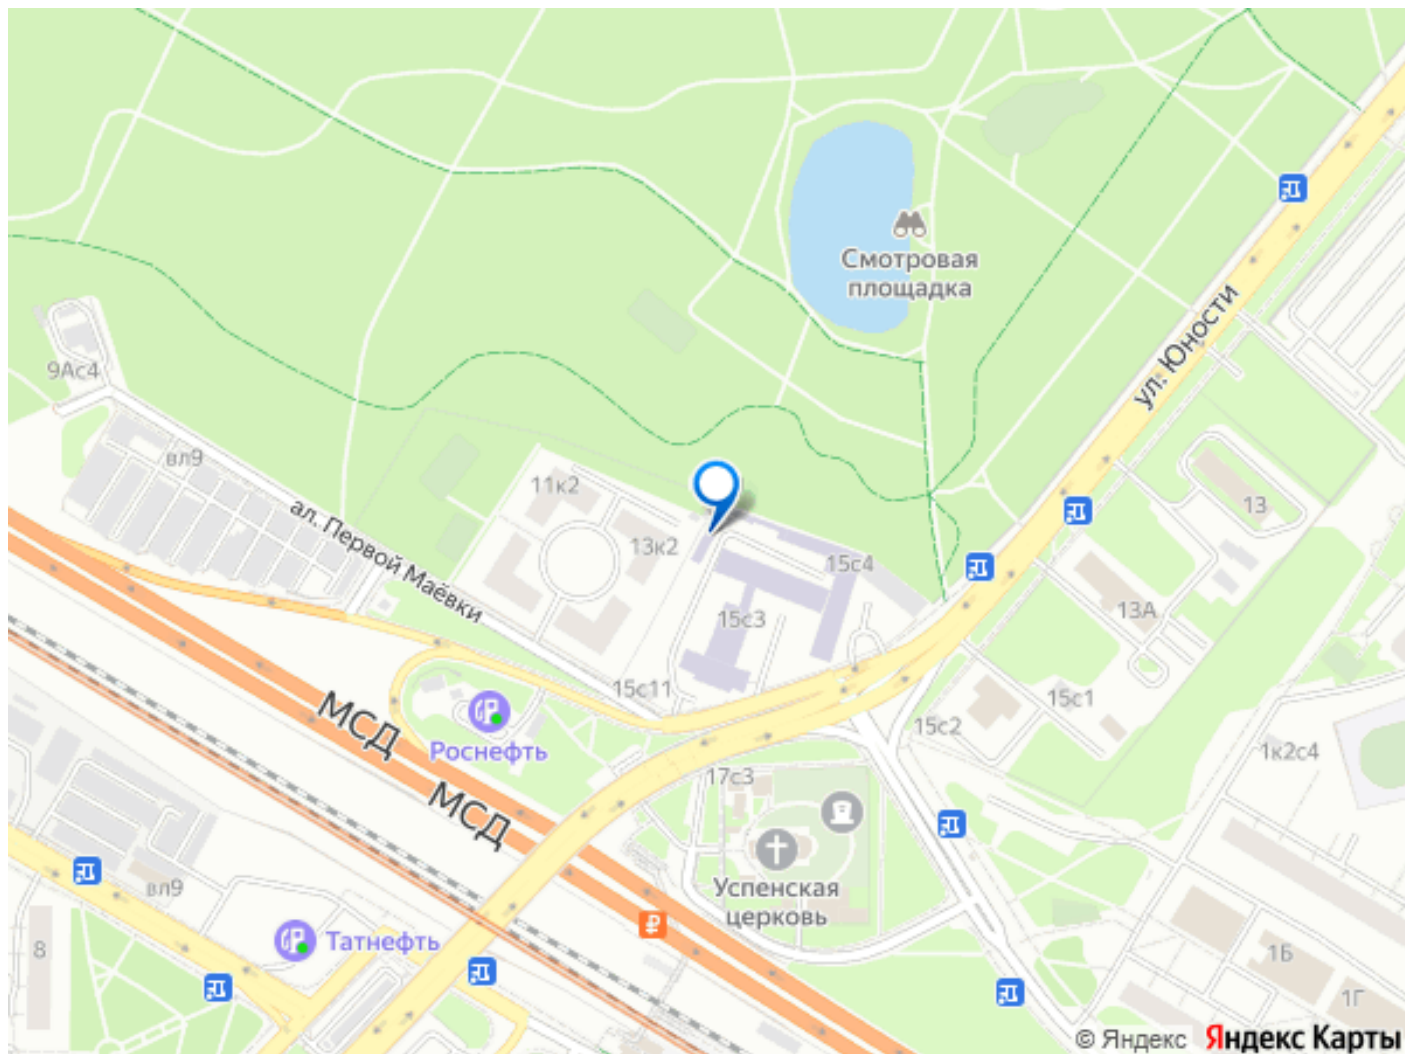 Смотровая
площадка
ул. Юности
9Ас4
вл9
ал. Первой Маёвки
11к2
13к2
15с4
13
13А
15с3
15с11
15с1
15с2
МСД
Роснефть
МСД
17с3
1к2с4
Успенская
церковь
вл9
8
Татнефть
1Б
1Г
© Яндекс Яндекс Карты